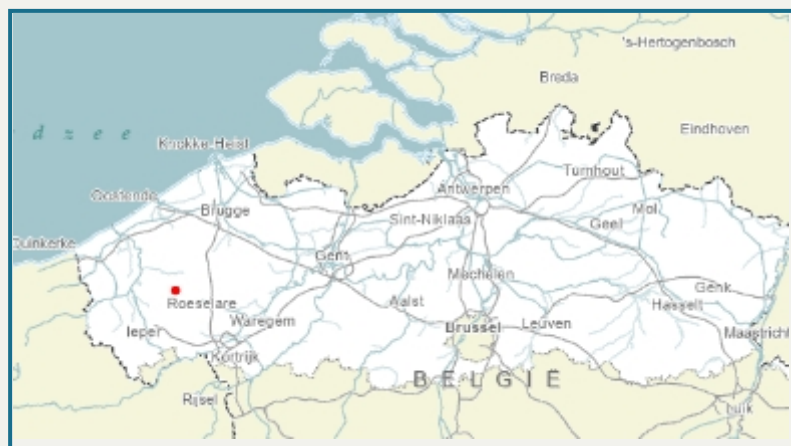 's-Hertogenbosch
Breda
d z e e
Eindhoven
Knokke-Heist
Turnhout
Antwerpen
Oostende
Mol
Brugge
Sint-Niklaas
Geel
Duinkerke
Gent
Mechelen
Genk
Roeselare
Aalst
Hasselt
Waregem
Brussel
Leuven
Ieper
Maastricht
Kortrijk
BELGIË
Rijsel
Luik